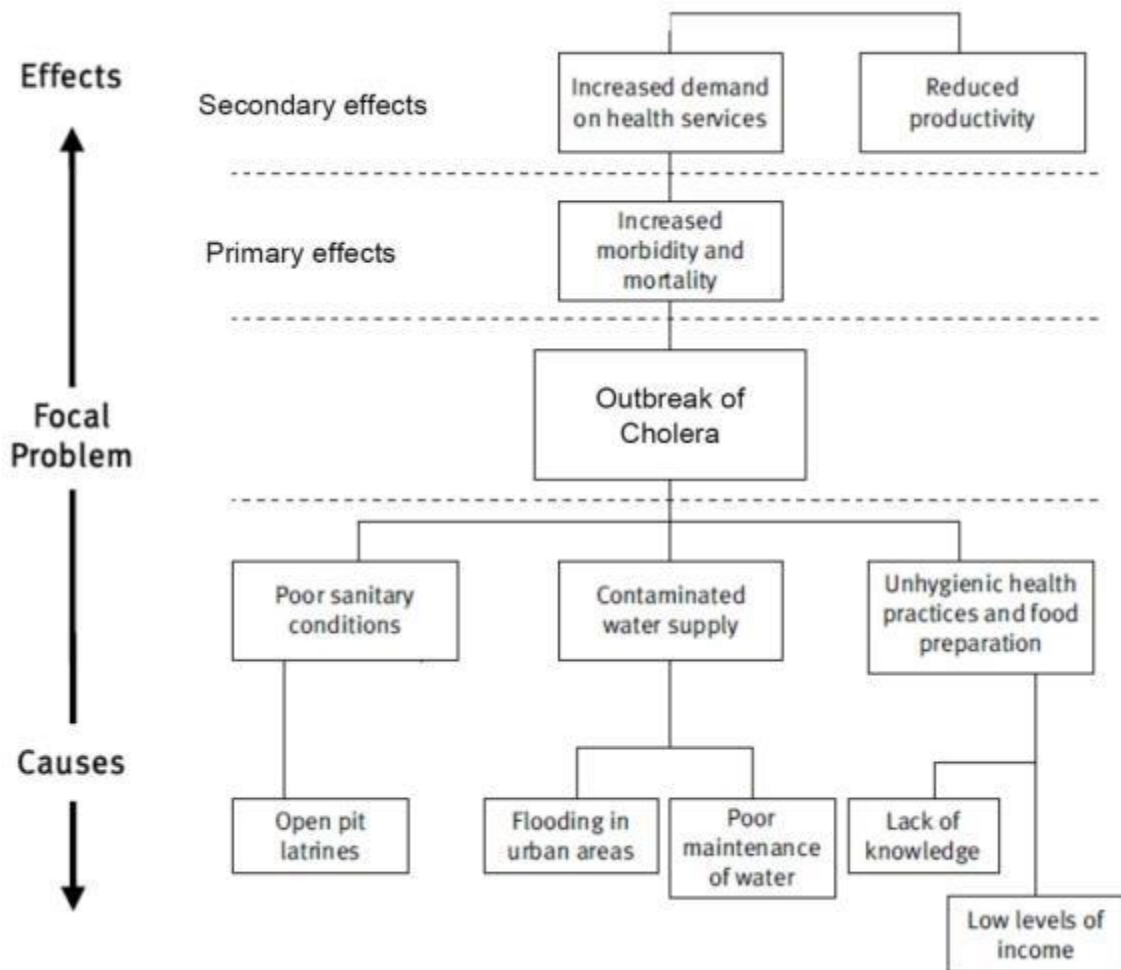 Effects
Secondary effects
Increased demand
on health services
Reduced
productivity
Primary effects
Increased
morbidity and
mortality
Focal
Problem
Outbreak of
Cholera
Poor sanitary
conditions
Contaminated
water supply
Unhygienic health
practices and food
preparation
Causes
Open pit
latrines
Flooding in
urban areas
Poor
maintenance
of water
Lack of
knowledge
Low levels of
income